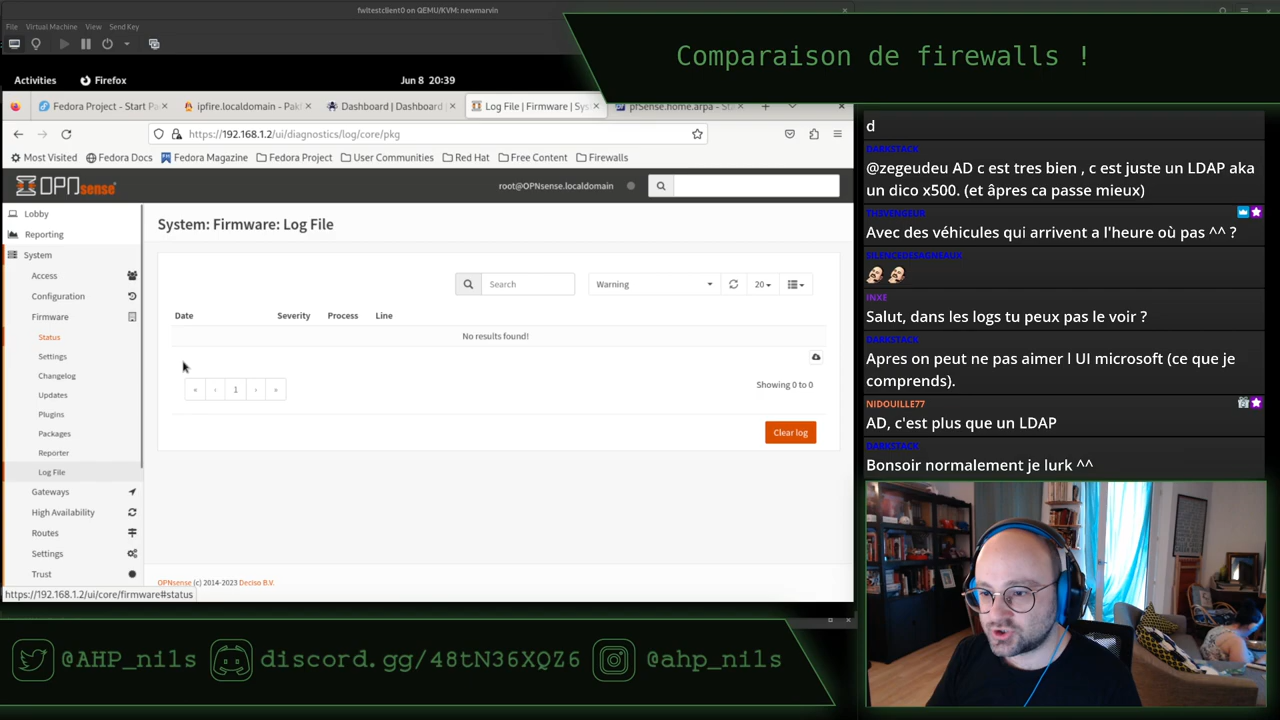 fwltestclient0 on QEMU/KVM: newmarvin
File Virtual Machine View Send Key
Comparaison de firewalls !
Activities Firefox Jun 8 20:39
Fedora Project - Start Pa ipfire.localdomain - Pakf Dashboard | Dashboard Log File | Firmware | Sys pfSense.home.arpa - Sta
https://192.168.1.2/ui/diagnostics/log/core/pkg
Most Visited Fedora Docs Fedora Magazine Fedora Project User Communities Red Hat Free Content Firewalls
OPNsense root@OPNsense.localdomain
Lobby
Reporting
System
Access
Configuration
Firmware
Status
Settings
Changelog
Updates
Plugins
Packages
Reporter
Log File
Gateways
High Availability
Routes
Settings
Trust
System: Firmware: Log File
Search Warning 20
Date Severity Process Line
No results found!
« ‹ 1 › »
Showing 0 to 0
Clear log
OPNsense (c) 2014-2023 Deciso B.V.
https://192.168.1.2/ui/core/firmware#status
d
DARKSTACK
@zegeudeu AD c est tres bien , c est juste un LDAP aka
un dico x500. (et âpres ca passe mieux)
TH3VENGEUR
Avec des véhicules qui arrivent a l'heure où pas ^^ ?
SILENCEDESAGNEAUX
INXE
Salut, dans les logs tu peux pas le voir ?
DARKSTACK
Apres on peut ne pas aimer l UI microsoft (ce que je
comprends).
NIDOUILLE77
AD, c'est plus que un LDAP
DARKSTACK
Bonsoir normalement je lurk ^^
@AHP_nils discord.gg/48tN36XQZ6 @ahp_nils